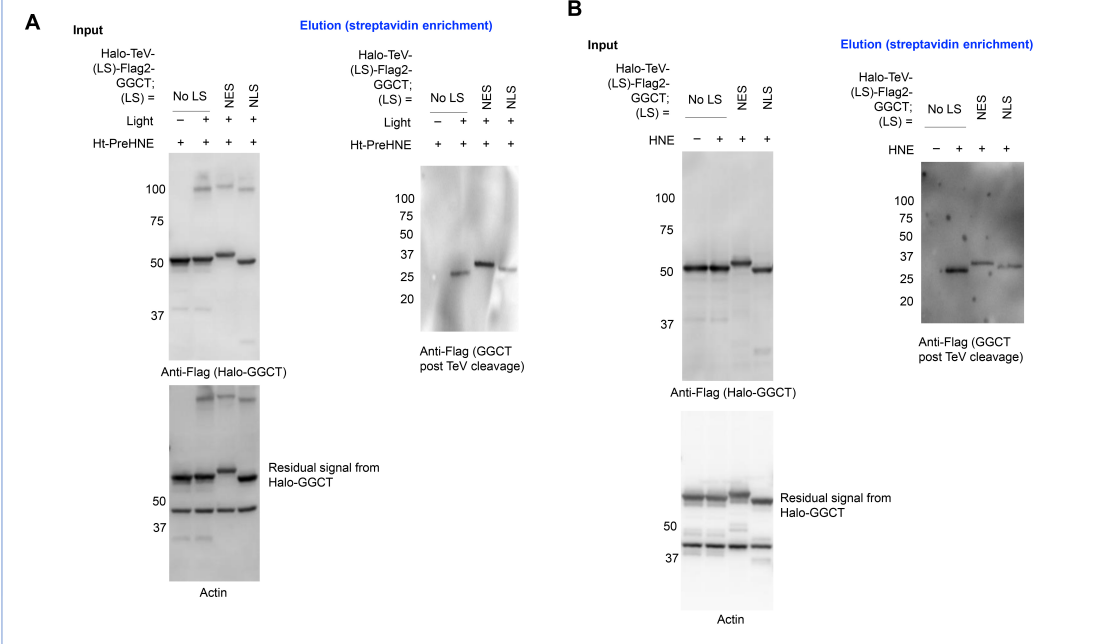 A
Input
Halo-TeV-
(LS)-Flag2-
GGCT;
(LS) =
No LS
NES
NLS
Light
– + + +
Ht-PreHNE
+ + + +
100
75
50
37
Anti-Flag (Halo-GGCT)
Residual signal from
Halo-GGCT
50
37
Actin
Elution (streptavidin enrichment)
Halo-TeV-
(LS)-Flag2-
GGCT;
(LS) =
No LS
NES
NLS
Light
– + + +
Ht-PreHNE
+ + + +
100
75
50
37
25
20
Anti-Flag (GGCT
post TeV cleavage)
B
Input
Halo-TeV-
(LS)-Flag2-
GGCT;
(LS) =
No LS
NES
NLS
HNE
– + + +
100
75
50
37
Anti-Flag (Halo-GGCT)
Residual signal from
Halo-GGCT
50
37
Actin
Elution (streptavidin enrichment)
Halo-TeV-
(LS)-Flag2-
GGCT;
(LS) =
No LS
NES
NLS
HNE
– + + +
100
75
50
37
25
20
Anti-Flag (GGCT
post TeV cleavage)